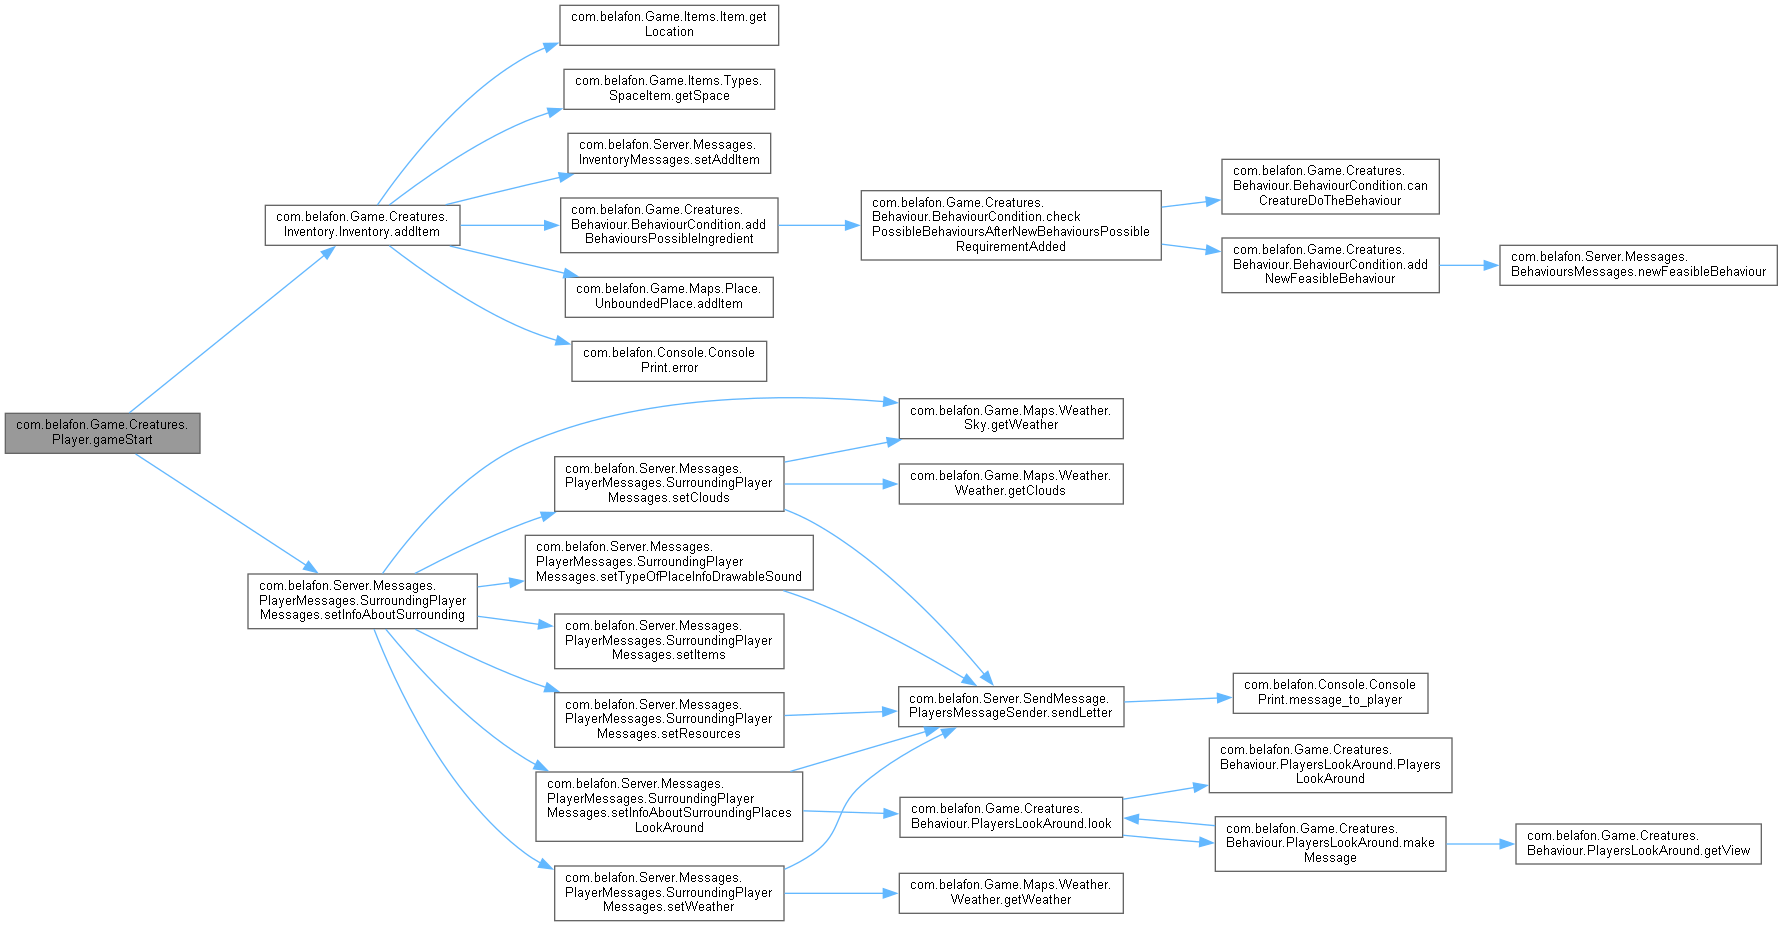 com.belafon.Game.Items.Item.get
Location
com.belafon.Game.Items.Types.
SpaceItem.getSpace
com.belafon.Server.Messages.
InventoryMessages.setAddItem
com.belafon.Game.Creatures.
Inventory.Inventory.addItem
com.belafon.Game.Creatures.
Behaviour.BehaviourCondition.add
BehavioursPossibleIngredient
com.belafon.Game.Creatures.
Behaviour.BehaviourCondition.check
PossibleBehavioursAfterNewBehavioursPossible
RequirementAdded
com.belafon.Game.Creatures.
Behaviour.BehaviourCondition.can
CreatureDoTheBehaviour
com.belafon.Game.Creatures.
Behaviour.BehaviourCondition.add
NewFeasibleBehaviour
com.belafon.Server.Messages.
BehavioursMessages.newFeasibleBehaviour
com.belafon.Game.Maps.Place.
UnboundedPlace.addItem
com.belafon.Console.Console
Print.error
com.belafon.Game.Creatures.
Player.gameStart
com.belafon.Game.Maps.Weather.
Sky.getWeather
com.belafon.Server.Messages.
PlayerMessages.SurroundingPlayer
Messages.setClouds
com.belafon.Game.Maps.Weather.
Weather.getClouds
com.belafon.Server.Messages.
PlayerMessages.SurroundingPlayer
Messages.setTypeOfPlaceInfoDrawableSound
com.belafon.Server.Messages.
PlayerMessages.SurroundingPlayer
Messages.setInfoAboutSurrounding
com.belafon.Server.Messages.
PlayerMessages.SurroundingPlayer
Messages.setItems
com.belafon.Server.Messages.
PlayerMessages.SurroundingPlayer
Messages.setResources
com.belafon.Server.SendMessage.
PlayersMessageSender.sendLetter
com.belafon.Console.Console
Print.message_to_player
com.belafon.Server.Messages.
PlayerMessages.SurroundingPlayer
Messages.setInfoAboutSurroundingPlaces
LookAround
com.belafon.Game.Creatures.
Behaviour.PlayersLookAround.look
com.belafon.Game.Creatures.
Behaviour.PlayersLookAround.Players
LookAround
com.belafon.Game.Creatures.
Behaviour.PlayersLookAround.make
Message
com.belafon.Game.Creatures.
Behaviour.PlayersLookAround.getView
com.belafon.Server.Messages.
PlayerMessages.SurroundingPlayer
Messages.setWeather
com.belafon.Game.Maps.Weather.
Weather.getWeather